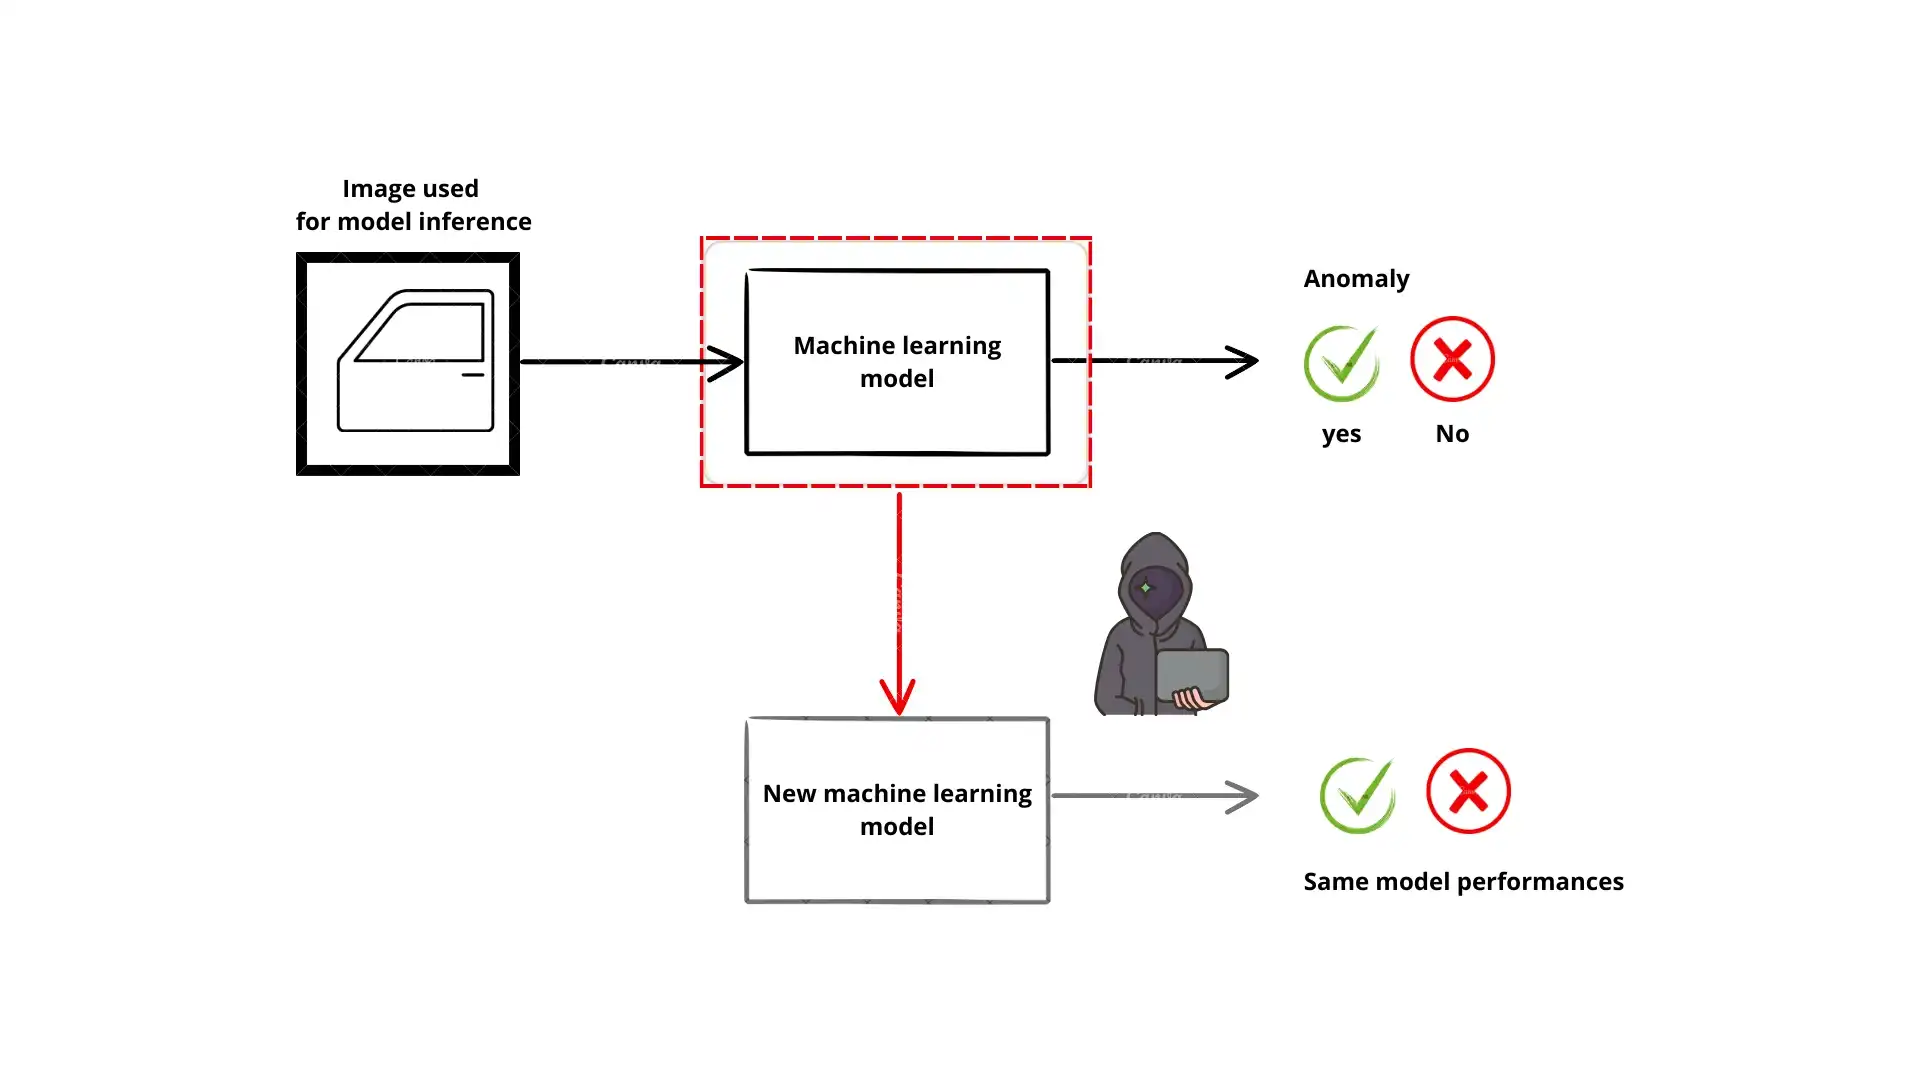 Image used
for model inference
Machine learning
model
Anomaly
yes
No
New machine learning
model
Same model performances